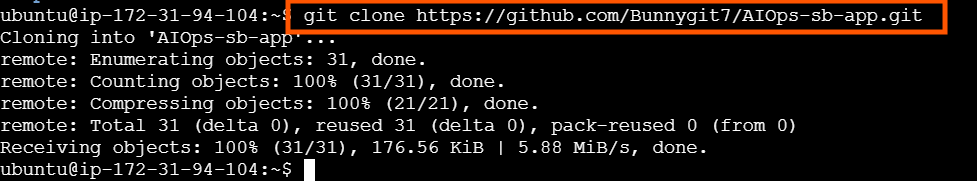 ubuntu@ip-172-31-94-104:~$ git clone https://github.com/Bunnygit7/AIOps-sb-app.git
Cloning into 'AIOps-sb-app'...
remote: Enumerating objects: 31, done.
remote: Counting objects: 100% (31/31), done.
remote: Compressing objects: 100% (21/21), done.
remote: Total 31 (delta 0), reused 31 (delta 0), pack-reused 0 (from 0)
Receiving objects: 100% (31/31), 176.56 KiB | 5.88 MiB/s, done.
ubuntu@ip-172-31-94-104:~$